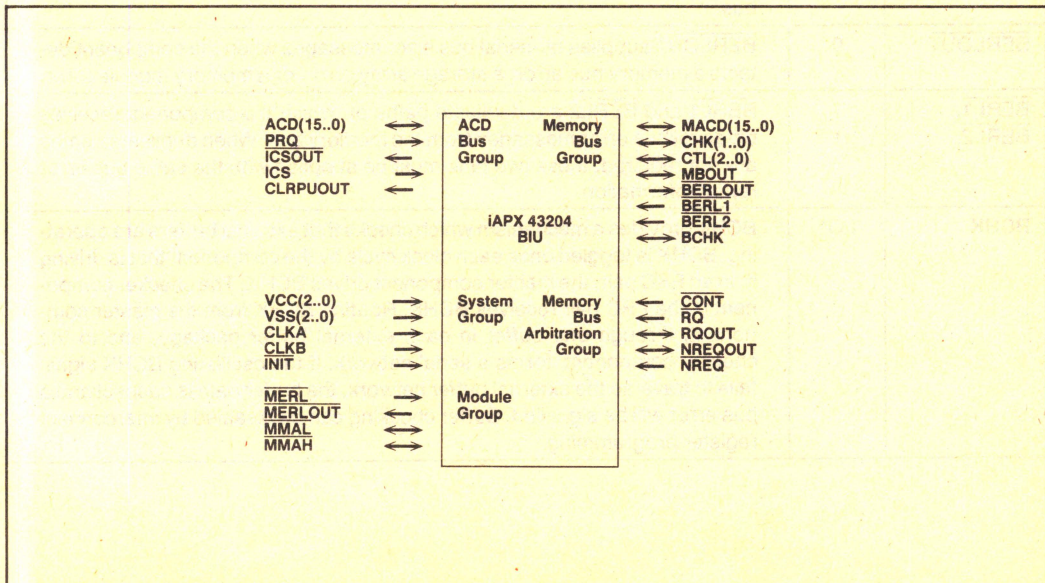 ACD(15..0) ACD Memory MACD(15..0)
PRQ Bus Bus CHK(1..0)
ICSOUT Group Group CTL(2..0)
ICS MBOUT
CLRPUOUT BERLOUT
BERL1
iAPX 43204 BERL2
BIU BCHK
VCC(2..0) System Memory CONT
VSS(2..0) Group Bus RQ
CLKA Arbitration RQOUT
CLKB Group NREQOUT
INIT NREQ
MERL Module
MERLOUT Group
MMAL
MMAH